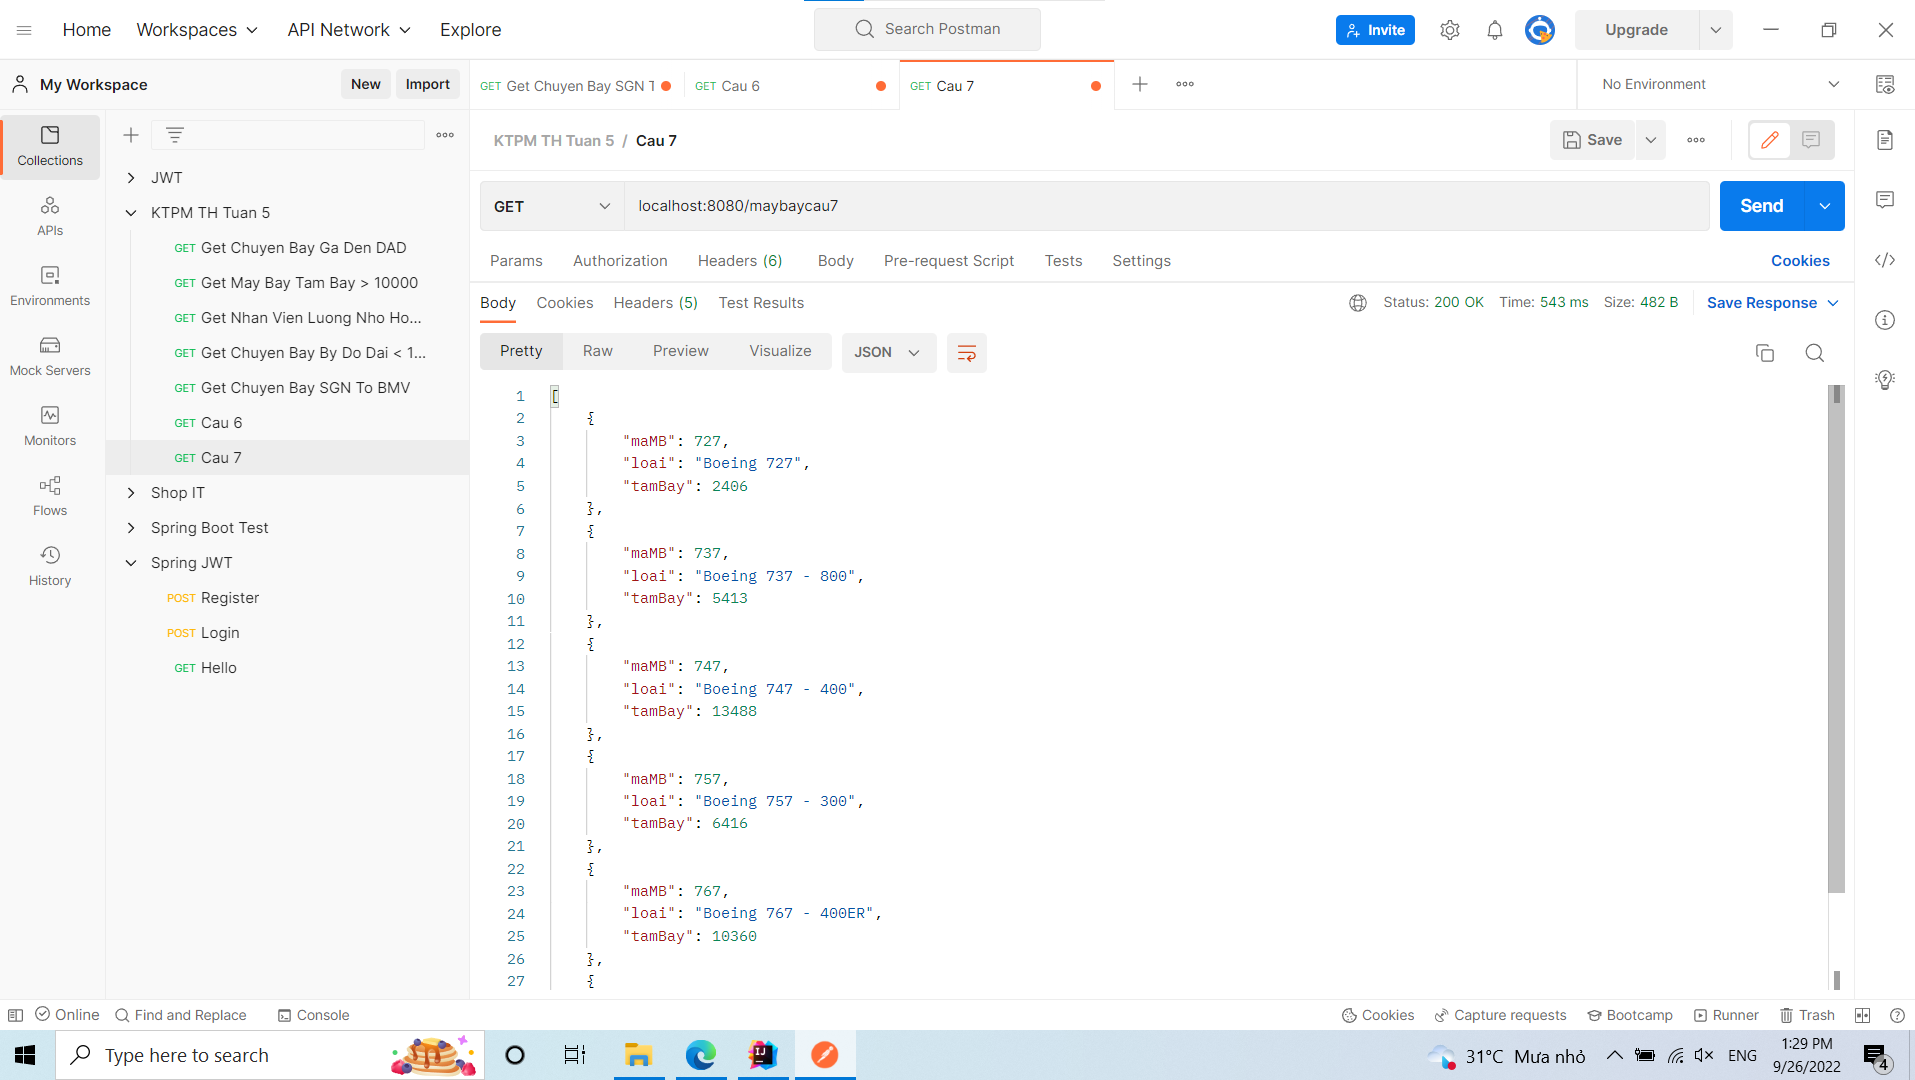 Home
Workspaces
API Network
Explore
Search Postman
Invite
Upgrade
My Workspace
New
Import
GET Get Chuyen Bay SGN T
GET Cau 6
GET Cau 7
No Environment
Collections
APIs
Environments
Mock Servers
Monitors
Flows
History
JWT
KTPM TH Tuan 5
GET Get Chuyen Bay Ga Den DAD
GET Get May Bay Tam Bay > 10000
GET Get Nhan Vien Luong Nho Ho...
GET Get Chuyen Bay By Do Dai < 1...
GET Get Chuyen Bay SGN To BMV
GET Cau 6
GET Cau 7
Shop IT
Spring Boot Test
Spring JWT
POST Register
POST Login
GET Hello
KTPM TH Tuan 5 / Cau 7
Save
GET
localhost:8080/maybaycau7
Send
Params
Authorization
Headers (6)
Body
Pre-request Script
Tests
Settings
Cookies
Body
Cookies
Headers (5)
Test Results
Status: 200 OK
Time: 543 ms
Size: 482 B
Save Response
Pretty
Raw
Preview
Visualize
JSON
1 [
2 {
3 "maMB": 727,
4 "loai": "Boeing 727",
5 "tamBay": 2406
6 },
7 {
8 "maMB": 737,
9 "loai": "Boeing 737 - 800",
10 "tamBay": 5413
11 },
12 {
13 "maMB": 747,
14 "loai": "Boeing 747 - 400",
15 "tamBay": 13488
16 },
17 {
18 "maMB": 757,
19 "loai": "Boeing 757 - 300",
20 "tamBay": 6416
21 },
22 {
23 "maMB": 767,
24 "loai": "Boeing 767 - 400ER",
25 "tamBay": 10360
26 },
27 {
Online
Find and Replace
Console
Cookies
Capture requests
Bootcamp
Runner
Trash
Type here to search
31°C Mưa nhỏ
ENG
1:29 PM
9/26/2022
4